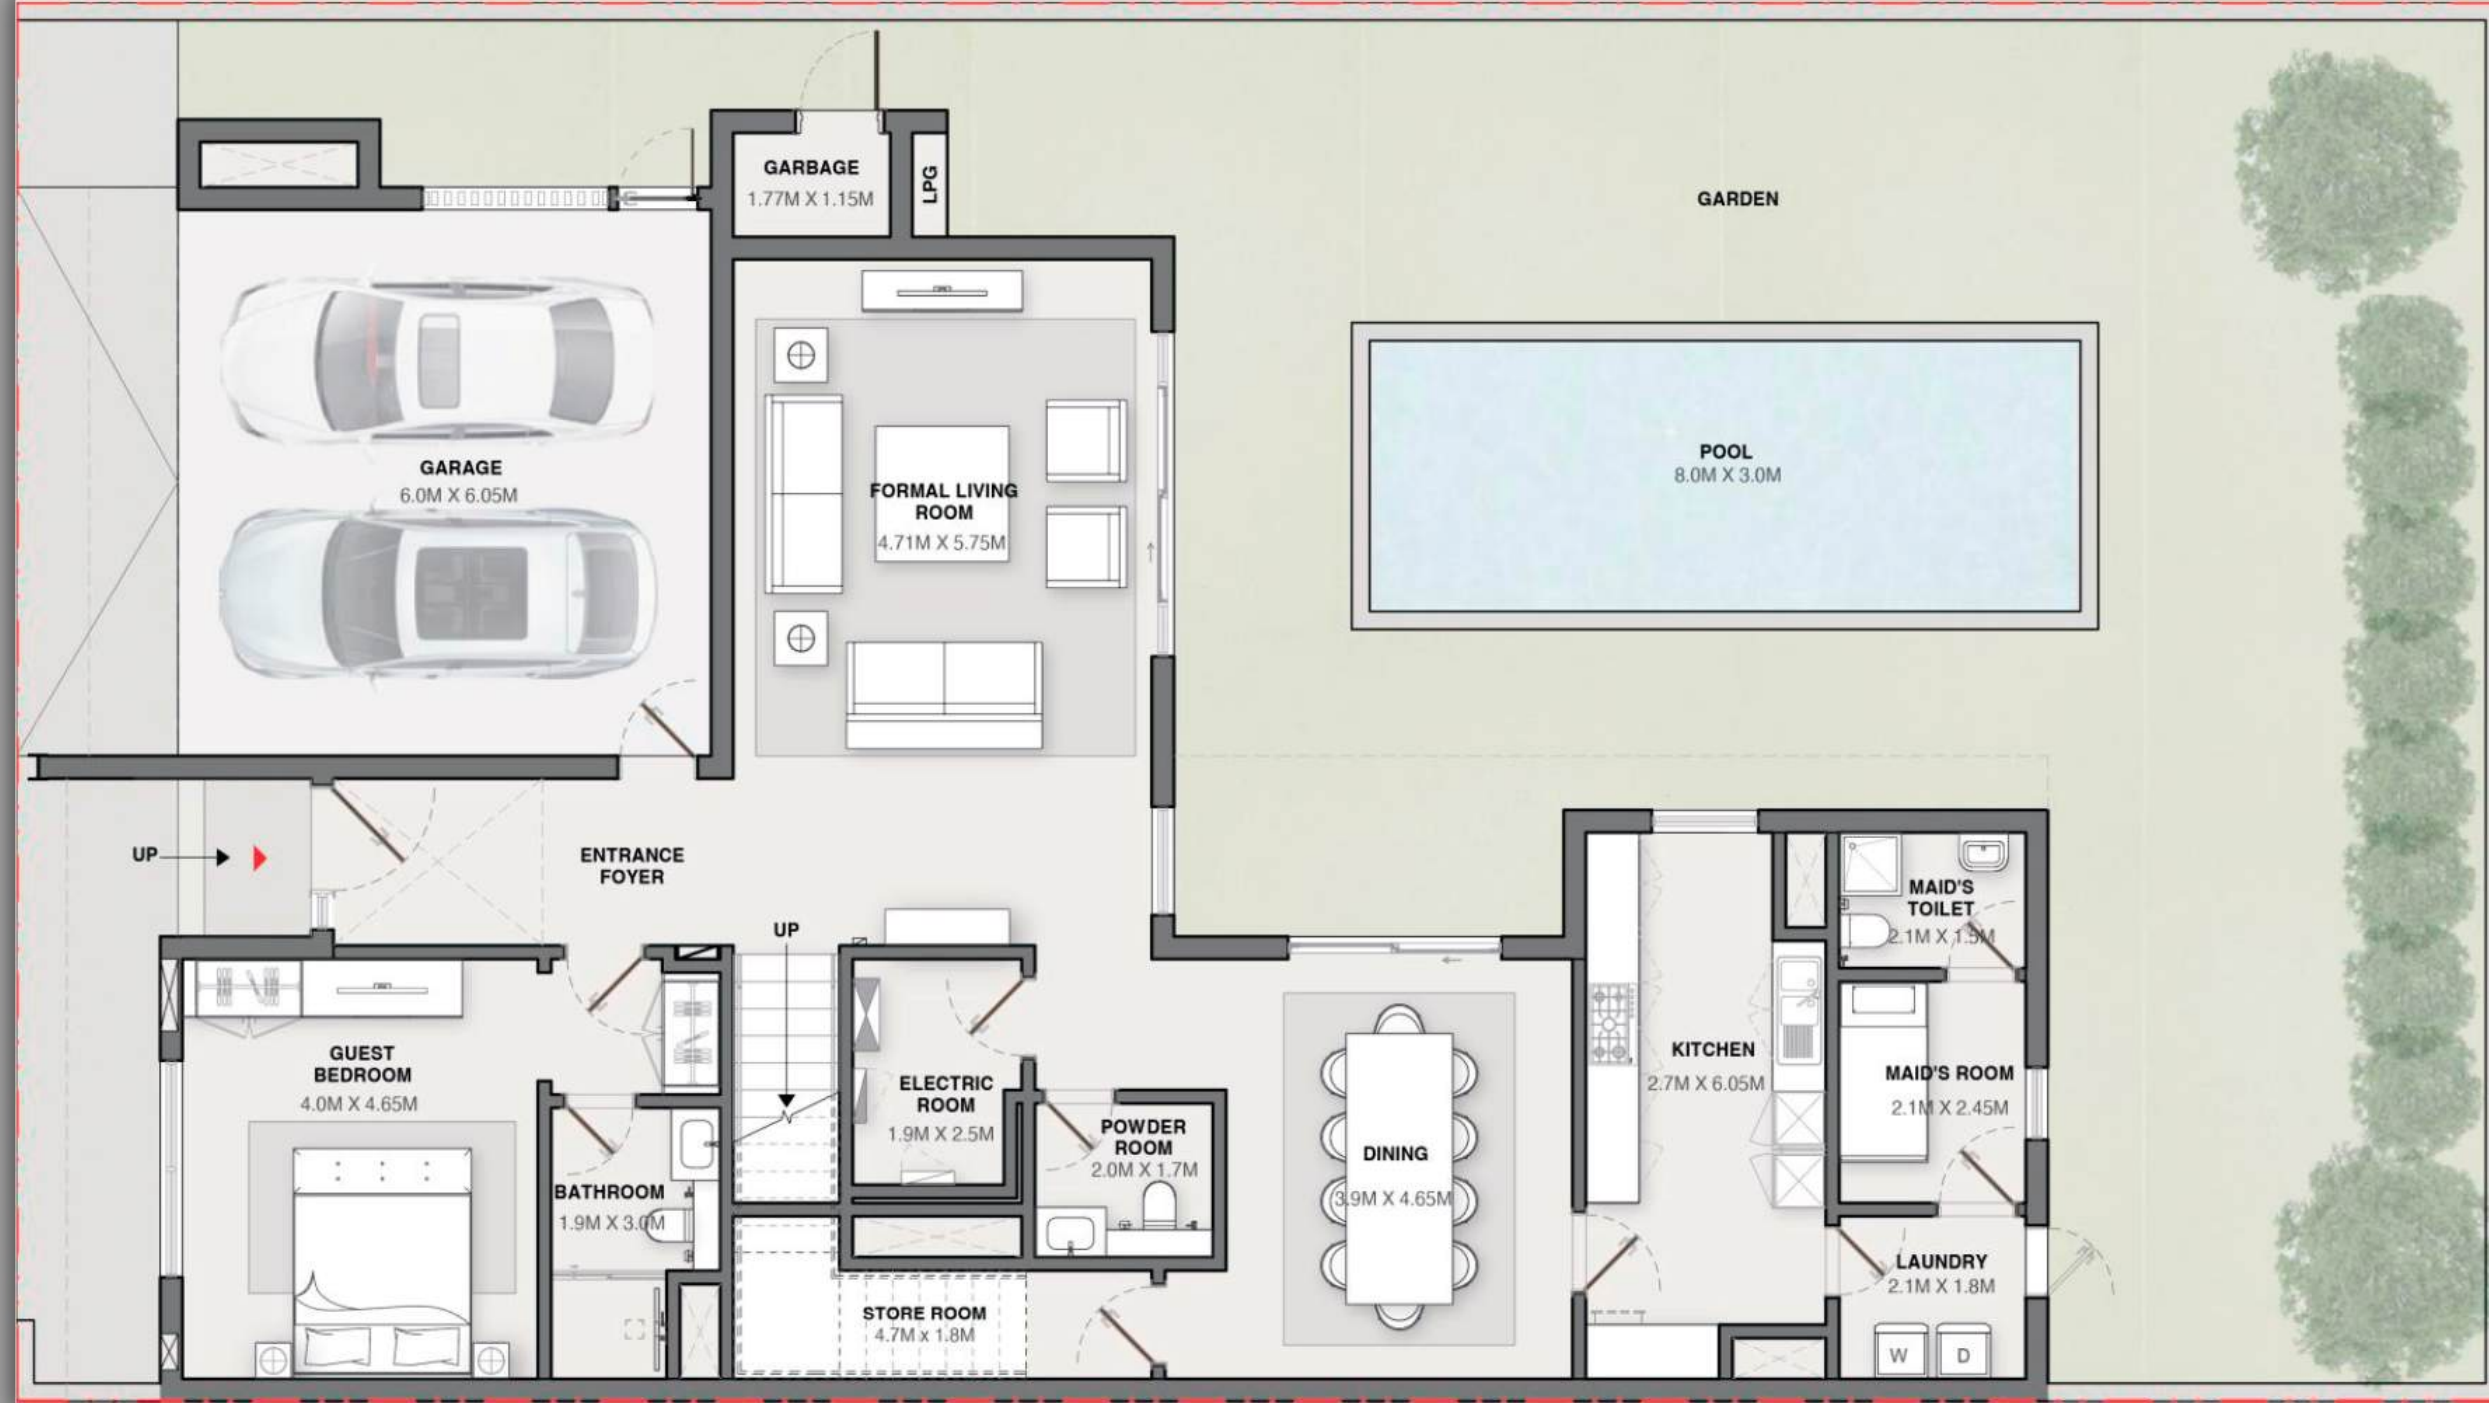 GARBAGE
1.77M X 1.15M
LPG
GARDEN
GARAGE
6.0M X 6.05M
FORMAL LIVING
ROOM
4.71M X 5.75M
POOL
8.0M X 3.0M
UP
ENTRANCE
FOYER
UP
MAID'S
TOILET
2.1M X 1.5M
GUEST
BEDROOM
4.0M X 4.65M
ELECTRIC
ROOM
1.9M X 2.5M
KITCHEN
2.7M X 6.05M
MAID'S ROOM
2.1M X 2.45M
POWDER
ROOM
2.0M X 1.7M
DINING
3.9M X 4.65M
BATHROOM
1.9M X 3.0M
LAUNDRY
2.1M X 1.8M
STORE ROOM
4.7M x 1.8M
W
D